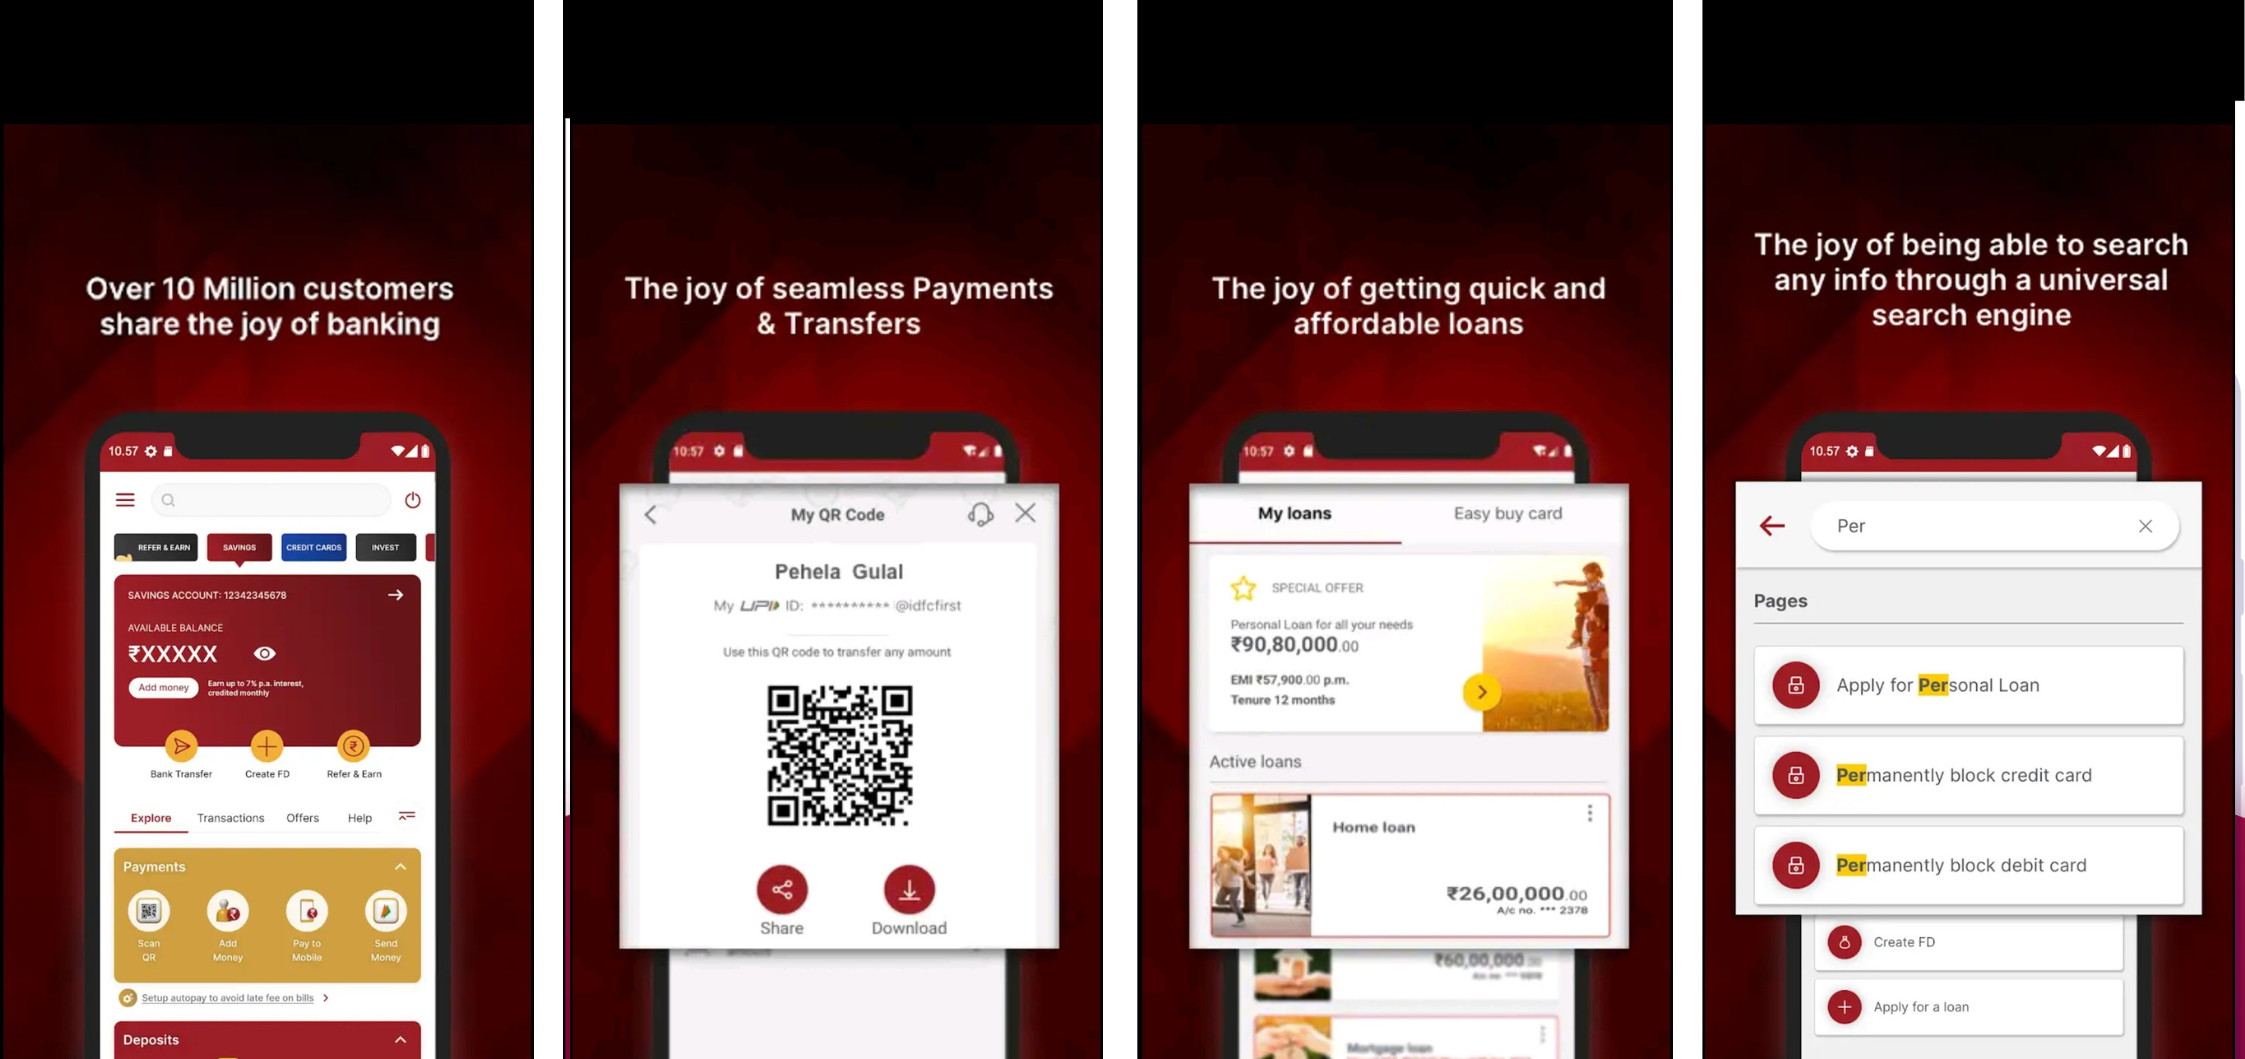 Over 10 Million customers
share the joy of banking
10.57
REFER & EARN
SAVINGS
CREDIT CARDS
INVEST
SAVINGS ACCOUNT: 12342345678
AVAILABLE BALANCE
₹XXXXX
Add money
Earn up to 7% p.a. interest,
credited monthly
Bank Transfer
Create FD
Refer & Earn
Explore
Transactions
Offers
Help
Payments
Scan
QR
Add
Money
Pay to
Mobile
Send
Money
Setup autopay to avoid late fee on bills
Deposits
The joy of seamless Payments
& Transfers
10:57
My QR Code
Pehela Gulal
My UPI ID: ********** @idfcfirst
Use this QR code to transfer any amount
Share
Download
The joy of getting quick and
affordable loans
10:57
My loans
Easy buy card
SPECIAL OFFER
Personal Loan for all your needs
₹90,80,000.00
EMI ₹57,900.00 p.m.
Tenure 12 months
Active loans
Home loan
₹26,00,000.00
A/c no. *** 2378
₹60,00,000.00
Mortgage loan
The joy of being able to search
any info through a universal
search engine
10.57
Per
Pages
Apply for Personal Loan
Permanently block credit card
Permanently block debit card
Create FD
Apply for a loan